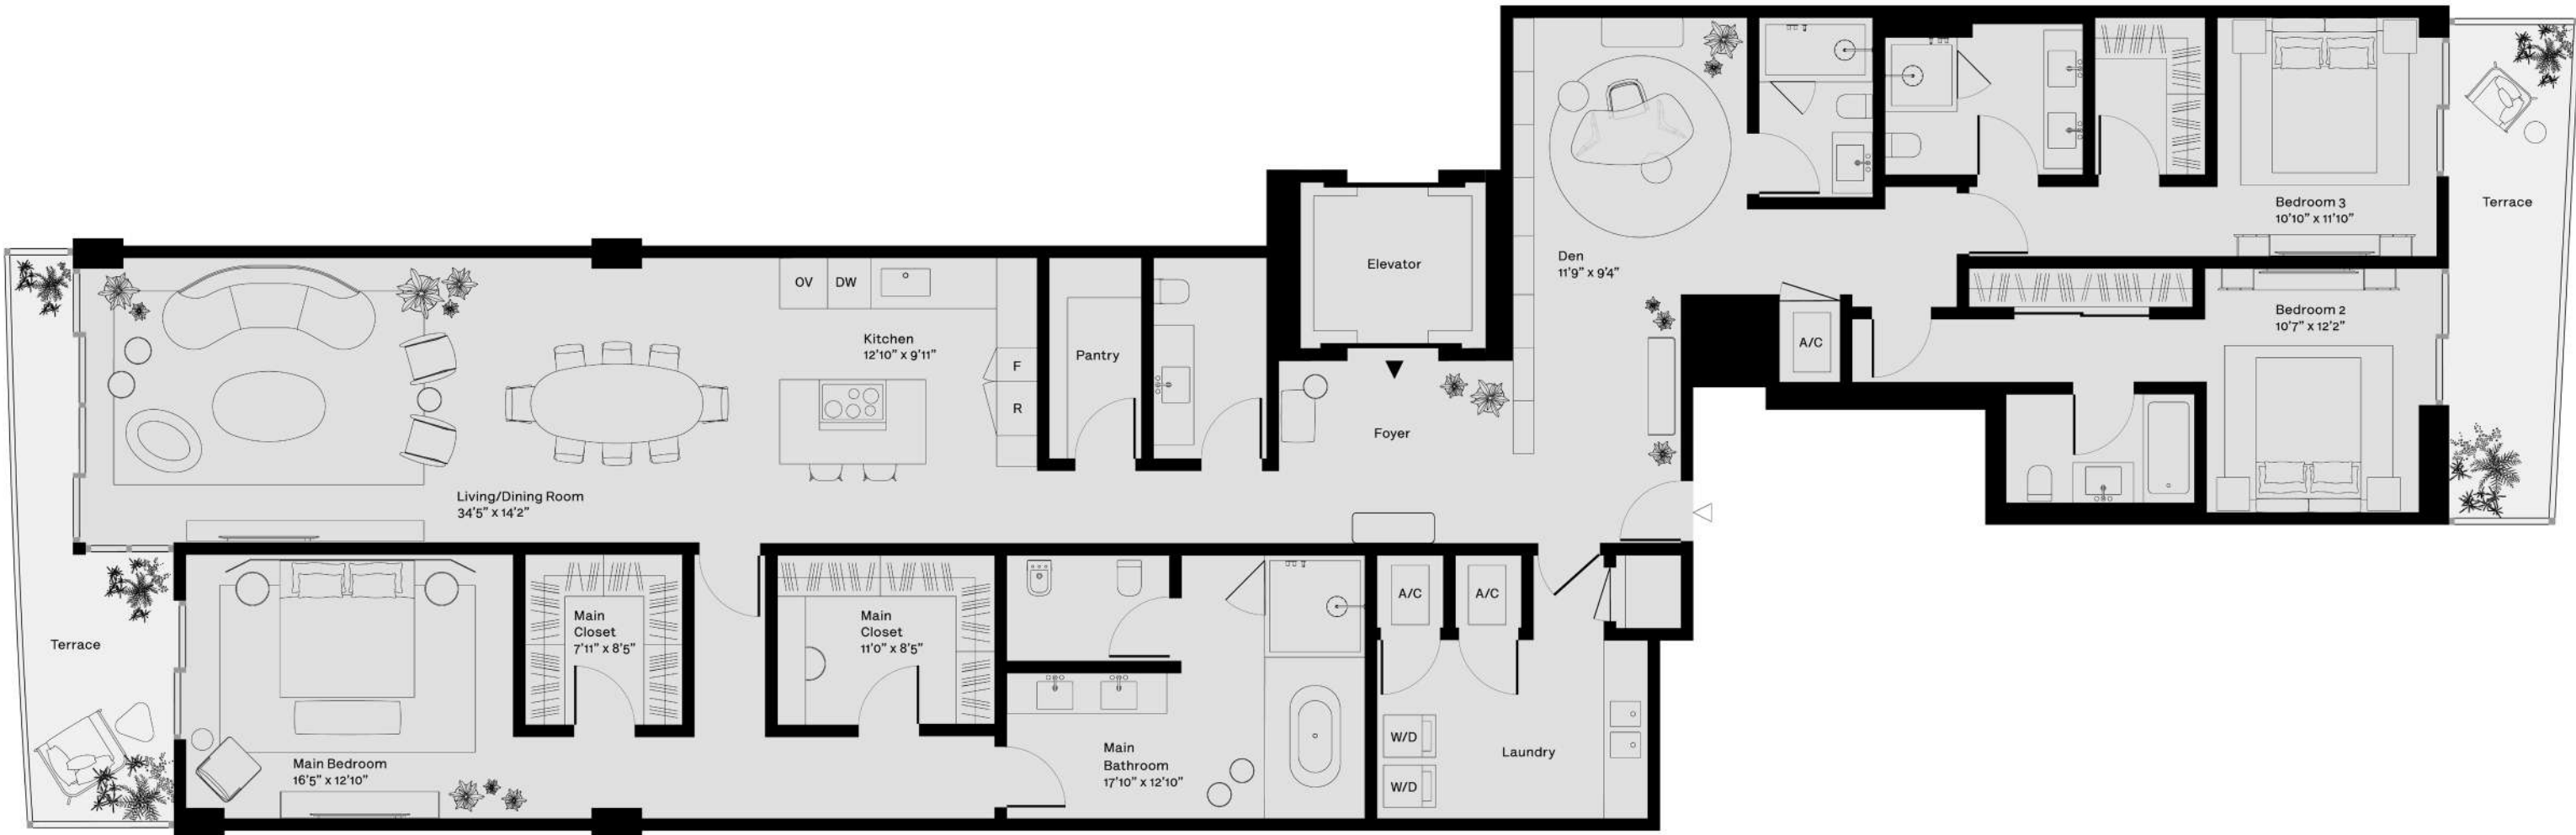 Bedroom 3
10'10" x 11'10"
Terrace
Elevator
Den
11'9" x 9'4"
OV
DW
Kitchen
12'10" x 9'11"
Pantry
F
R
A/C
Bedroom 2
10'7" x 12'2"
Foyer
Living/Dining Room
34'5" x 14'2"
Terrace
Main
Closet
7'11" x 8'5"
Main
Closet
11'0" x 8'5"
A/C
A/C
Main Bedroom
16'5" x 12'10"
Main
Bathroom
17'10" x 12'10"
W/D
W/D
Laundry